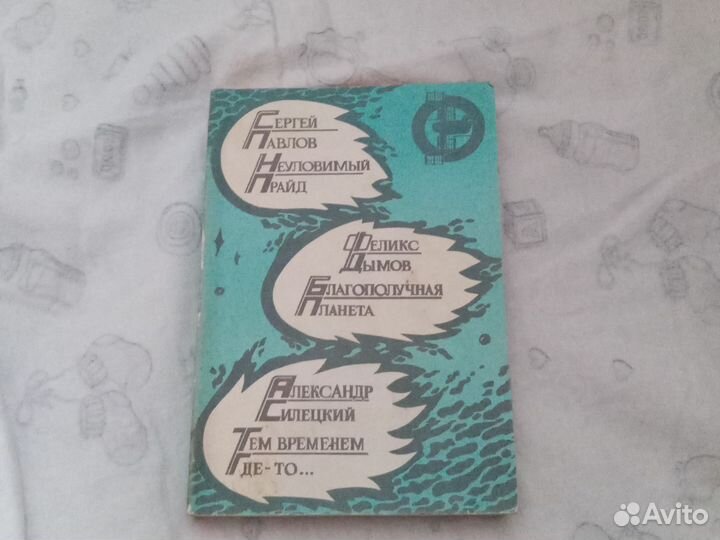 Сергей
Павлов
Неуловимый
Прайд
Феликс
Дымов
Благополучная
Планета
Александр
Силецкий
Тем временем
где-то...
Avito